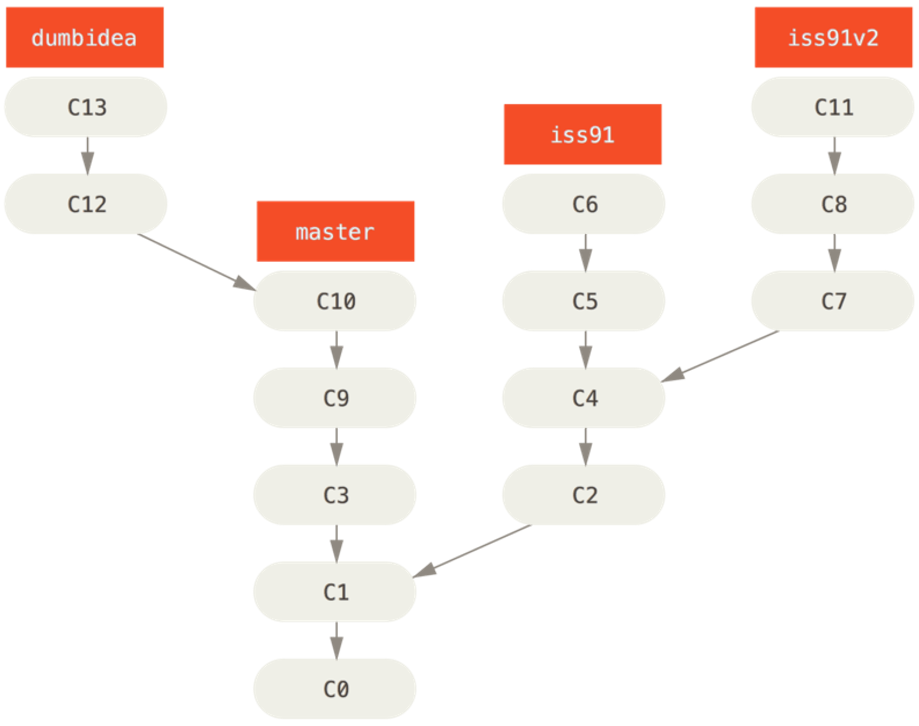 dumbidea
iss91v2
C13
C11
iss91
C12
C6
C8
master
C10
C5
C7
C9
C4
C3
C2
C1
C0